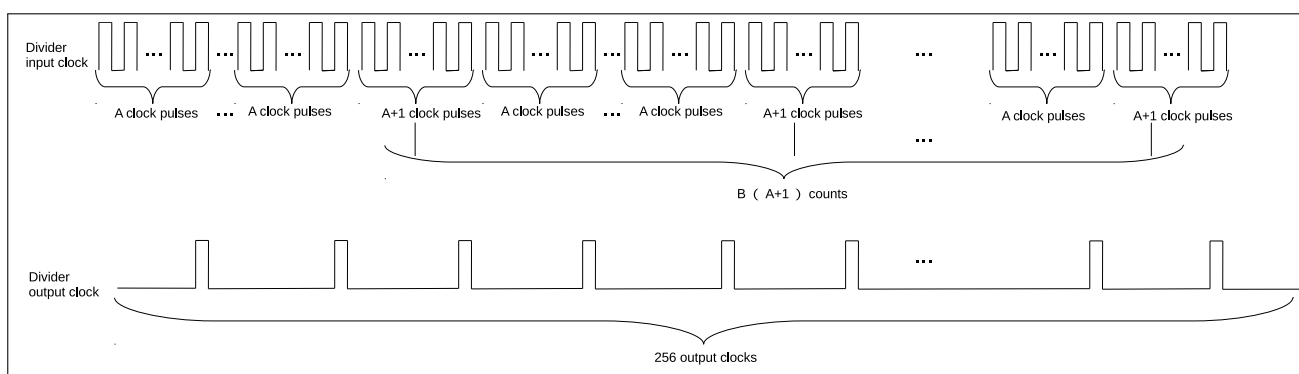 Divider
input clock
... ... ... ... ... ... ... ... ... ... ...
A clock pulses ... A clock pulses A+1 clock pulses A clock pulses ... A clock pulses A+1 clock pulses A clock pulses A+1 clock pulses
...
B ( A+1 ) counts
Divider
output clock
...
256 output clocks